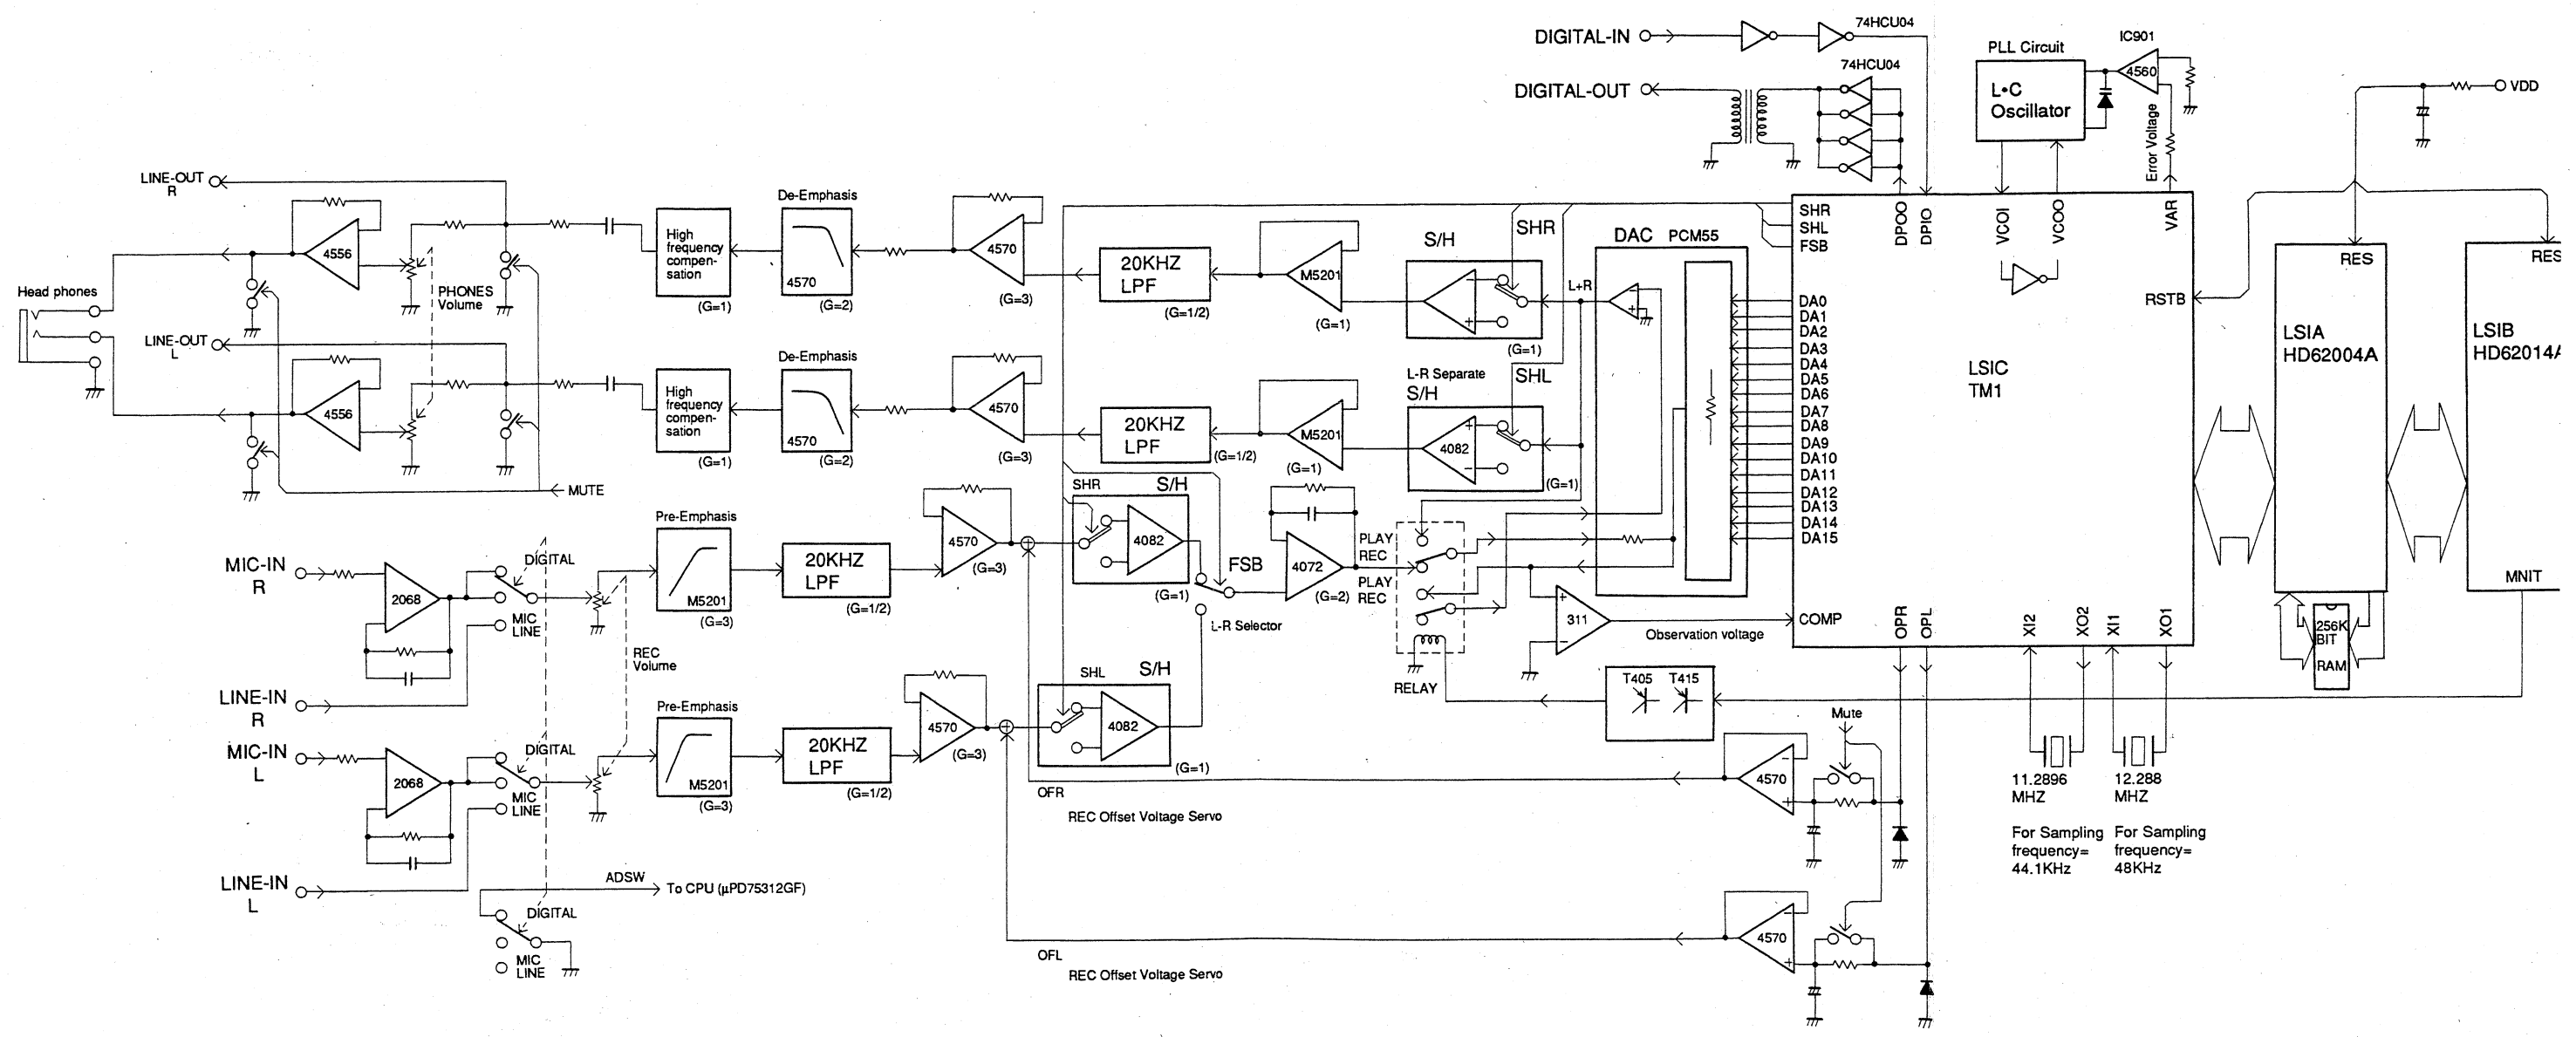 DIGITAL-IN
74HCU04
DIGITAL-OUT
74HCU04
PLL Circuit
L•C
Oscillator
IC901
4560
Error Voltage
VDD
LINE-OUT
R
4556
PHONES
Volume
Head phones
LINE-OUT
L
4556
MUTE
High
frequency
compen-
sation
(G=1)
De-Emphasis
4570
(G=2)
4570
(G=3)
20KHZ
LPF
(G=1/2)
M5201
(G=1)
S/H
SHR
(G=1)
DAC PCM55
L+R
High
frequency
compen-
sation
(G=1)
De-Emphasis
4570
(G=2)
4570
(G=3)
20KHZ
LPF
(G=1/2)
M5201
(G=1)
L-R Separate
S/H
SHL
4082
(G=1)
SHR
SHL
FSB
DPOO
DPIO
VCOI
VCOO
VAR
RSTB
DA0
DA1
DA2
DA3
DA4
DA5
DA6
DA7
DA8
DA9
DA10
DA11
DA12
DA13
DA14
DA15
COMP
OPR
OPL
XI2
XO2
XI1
XO1
LSIC
TM1
RES
LSIA
HD62004A
RES
LSIB
HD62014A
MNIT
256K
BIT
RAM
MIC-IN
R
2068
DIGITAL
MIC
LINE
LINE-IN
R
REC
Volume
Pre-Emphasis
M5201
(G=3)
20KHZ
LPF
(G=1/2)
4570
(G=3)
SHR
S/H
4082
(G=1)
FSB
L-R Selector
4072
(G=2)
PLAY
REC
PLAY
REC
RELAY
311
Observation voltage
T405 T415
MIC-IN
L
2068
DIGITAL
MIC
LINE
LINE-IN
L
Pre-Emphasis
M5201
(G=3)
20KHZ
LPF
(G=1/2)
4570
(G=3)
SHL
S/H
4082
(G=1)
OFR
REC Offset Voltage Servo
4570
Mute
11.2896
MHZ
For Sampling
frequency=
44.1KHz
12.288
MHZ
For Sampling
frequency=
48KHz
ADSW
To CPU (μPD75312GF)
DIGITAL
MIC
LINE
OFL
REC Offset Voltage Servo
4570